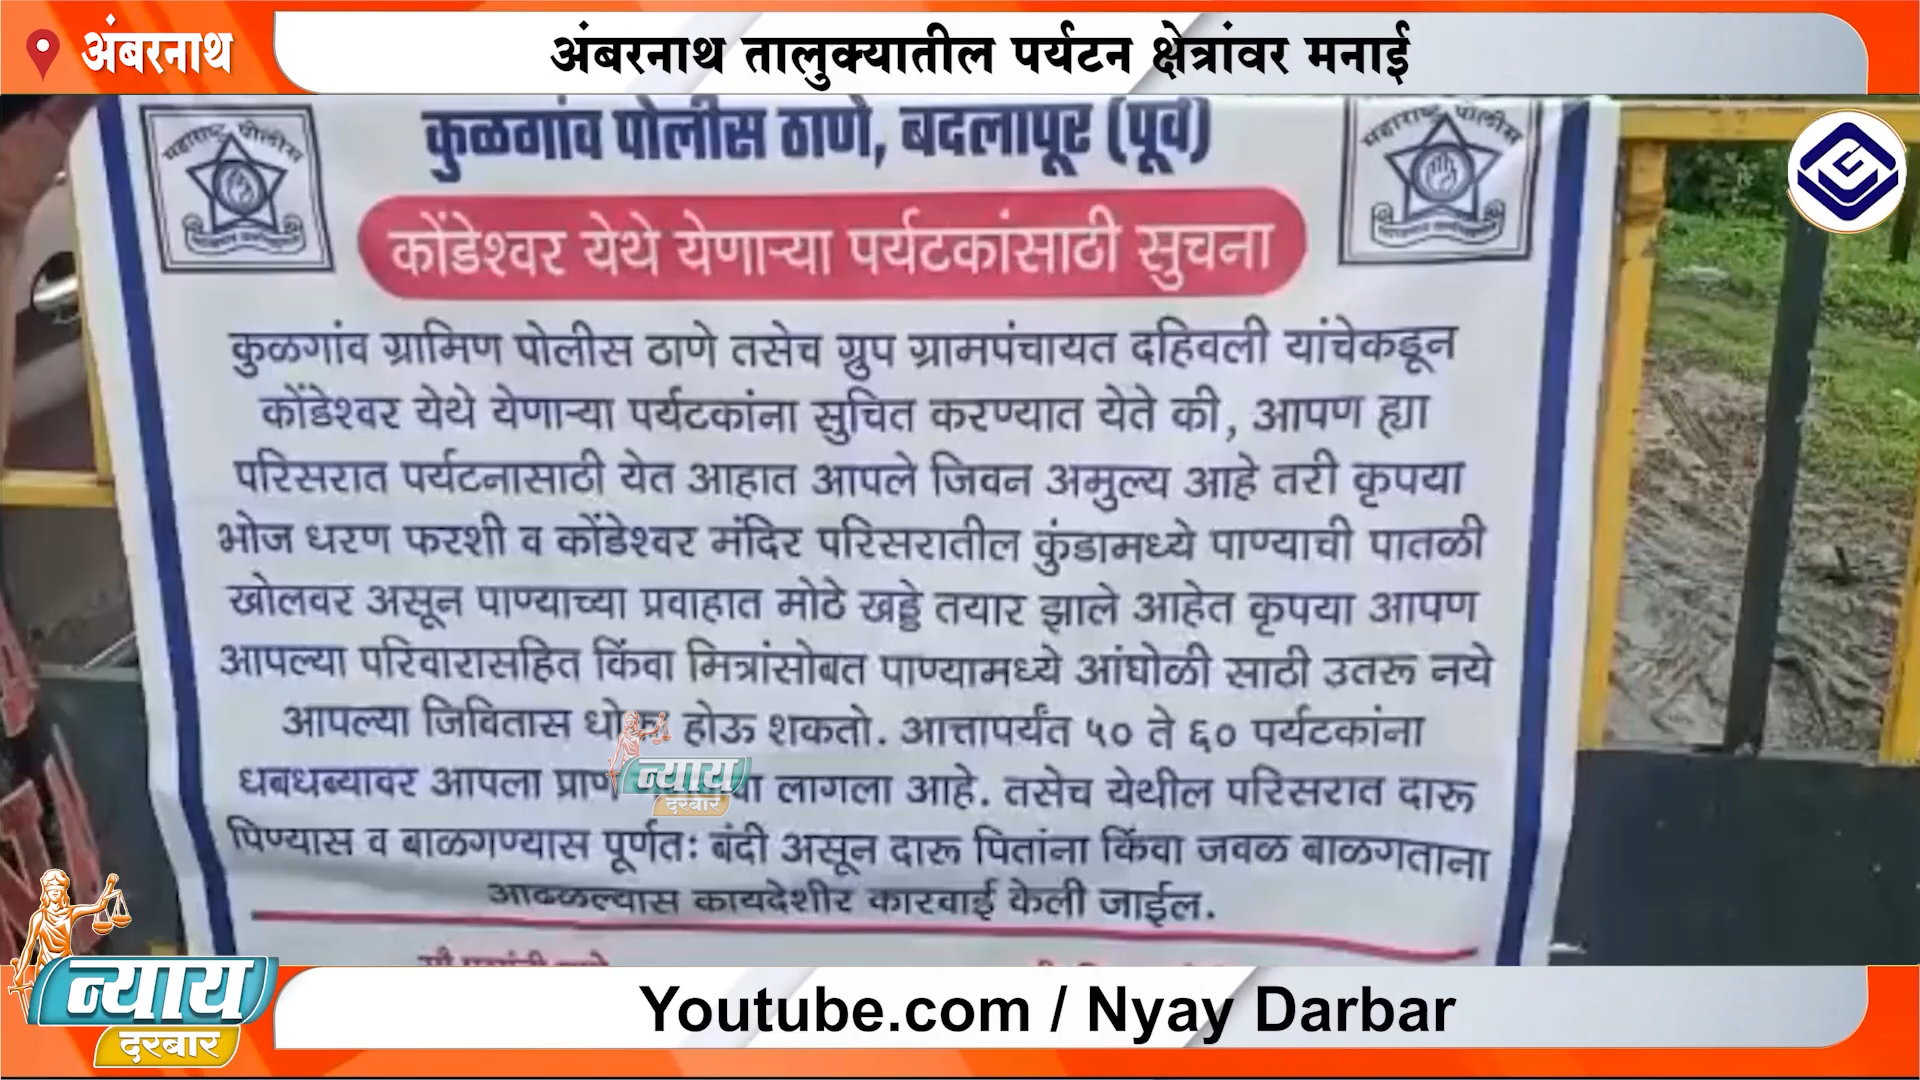 अंबरनाथ
अंबरनाथ तालुक्यातील पर्यटन क्षेत्रांवर मनाई
कुळगांव पोलीस ठाणे, बदलापूर (पूर्व)
महाराष्ट्र पोलीस
महाराष्ट्र पोलीस
कोंडेश्वर येथे येणाऱ्या पर्यटकांसाठी सुचना
कुळगांव ग्रामिण पोलीस ठाणे तसेच ग्रुप ग्रामपंचायत दहिवली यांचेकडून
कोंडेश्वर येथे येणाऱ्या पर्यटकांना सुचित करण्यात येते की, आपण ह्या
परिसरात पर्यटनासाठी येत आहात आपले जिवन अमुल्य आहे तरी कृपया
भोज धरण फरशी व कोंडेश्वर मंदिर परिसरातील कुंडामध्ये पाण्याची पातळी
खोलवर असून पाण्याच्या प्रवाहात मोठे खड्डे तयार झाले आहेत कृपया आपण
आपल्या परिवारासहित किंवा मित्रांसोबत पाण्यामध्ये आंघोळी साठी उतरू नये
आपल्या जिवितास होऊ शकतो. आत्तापर्यंत ५० ते ६० पर्यटकांना
धबधब्यावर आपला प्राण लागला आहे. तसेच येथील परिसरात दारू
पिण्यास व बाळगण्यास पूर्णतः बंदी असून दारू पितांना किंवा जवळ बाळगताना
आढळल्यास कायदेशीर कारवाई केली जाईल.
न्याय
दरबार
न्याय
दरबार
Youtube.com / Nyay Darbar